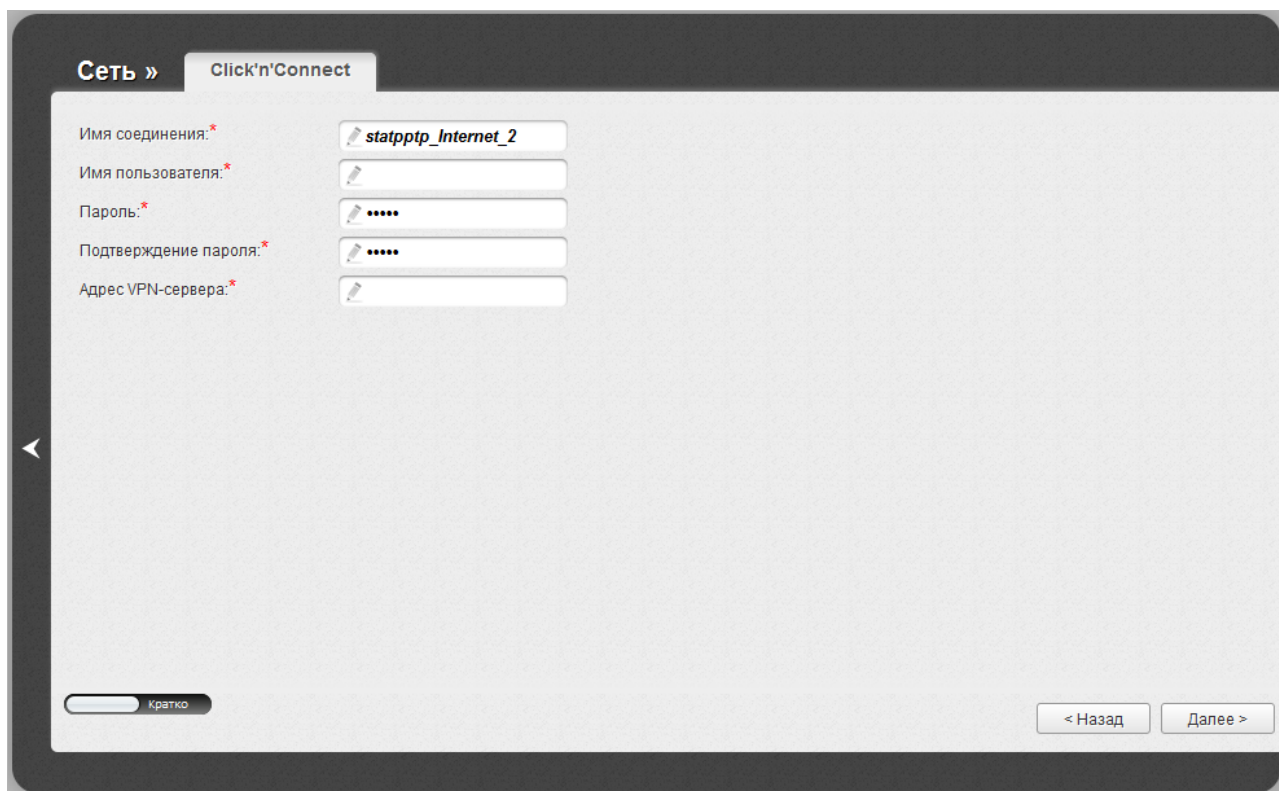 Сеть » Click'n'Connect
Имя соединения:* statpptp_Internet_2
Имя пользователя:*
Пароль:* •••••
Подтверждение пароля:* •••••
Адрес VPN-сервера:*
Кратко
< Назад Далее >